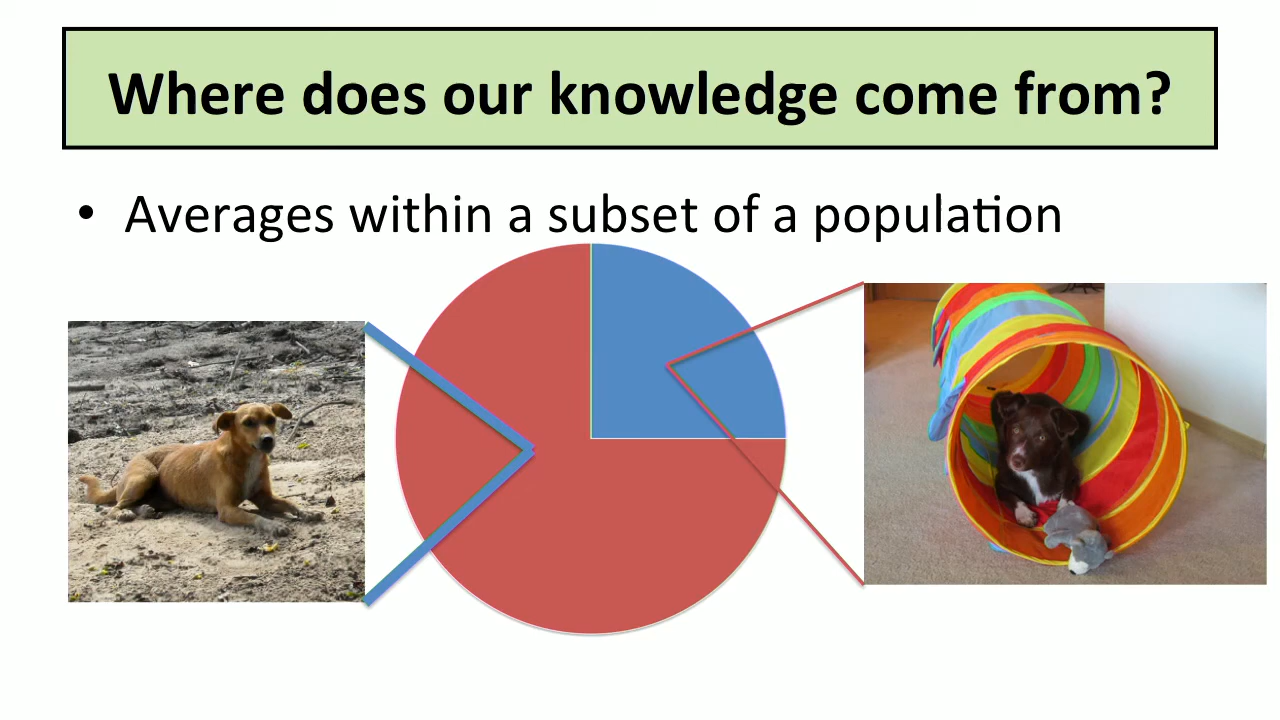 Where does our knowledge come from?
• Averages within a subset of a population